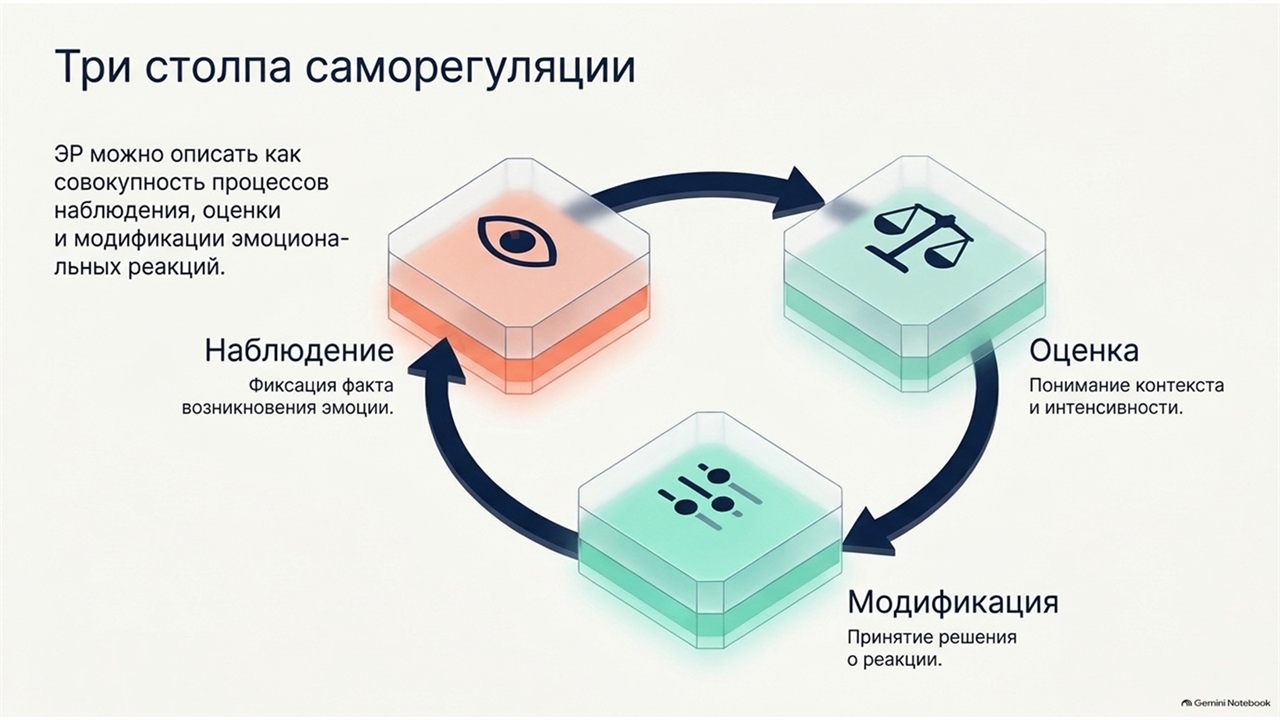 Три столпа саморегуляции
ЭР можно описать как
совокупность процессов
наблюдения, оценки
и модификации эмоциона-
льных реакций.
Наблюдение
Фиксация факта
возникновения эмоции.
Оценка
Понимание контекста
и интенсивности.
Модификация
Принятие решения
о реакции.
Gemini Notebook